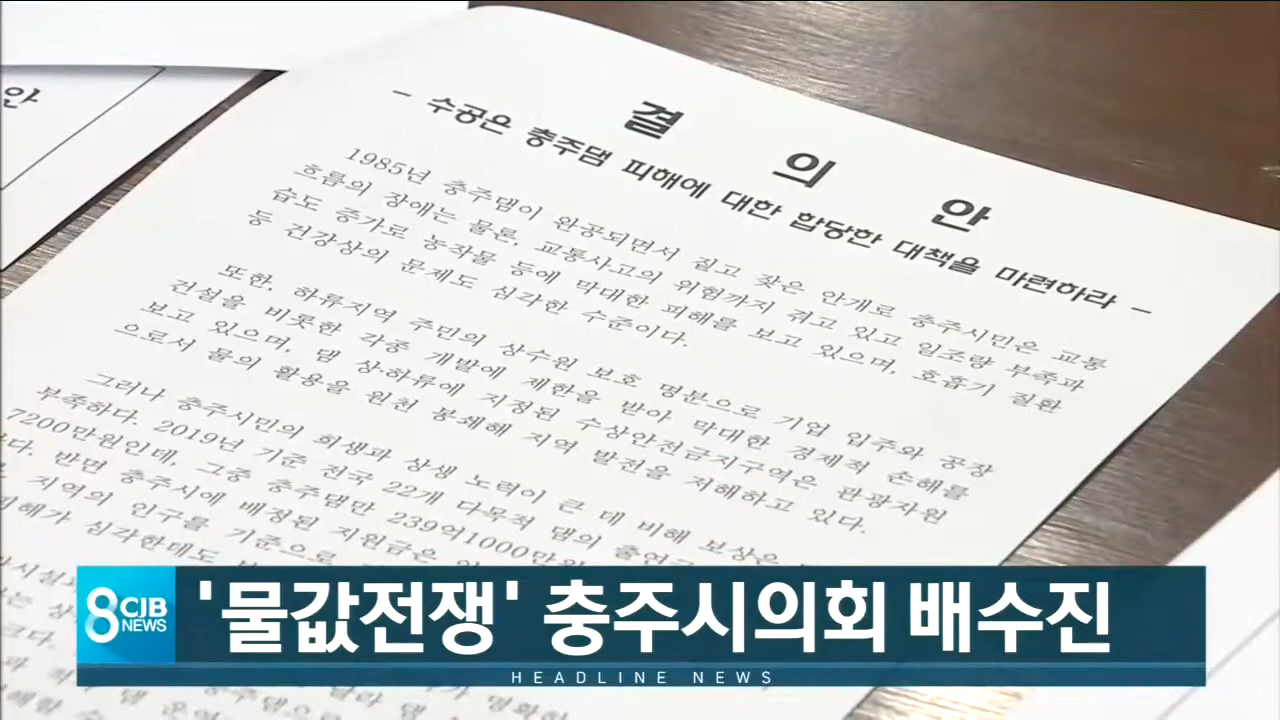 안
결 의 안
- 수공은 충주댐 피해에 대한 합당한 대책을 마련하라 -
1985년 충주댐이 완공되면서 짙고 잦은 안개로 충주시민은 교통
흐름의 장애는 물론, 교통사고의 위험까지 겪고 있고 일조량 부족과
습도 증가로 농작물 등에 막대한 피해를 보고 있으며, 호흡기 질환
등 건강상의 문제도 심각한 수준이다.
또한, 하류지역 주민의 상수원 보호 명분으로 기업 입주와 공장
건설을 비롯한 각종 개발에 제한을 받아 막대한 경제적 손해를
보고 있으며, 댐 상·하류에 지정된 수상안전금지구역은 관광자원
으로서 물의 활용을 원천 봉쇄해 지역 발전을 저해하고 있다.
그러나 충주시민의 희생과 상생 노력이 큰 데 비해 보상은
부족하다. 2019년 기준 전국 22개 다목적 댐의 출연
7200만원인데, 그중 충주댐만 239억1000만원
반면 충주시에 배정된 지원금은
지역의 인구를 기준으로
피해가 심각한데도
8 CJB NEWS
'물값전쟁' 충주시의회 배수진
HEADLINE NEWS